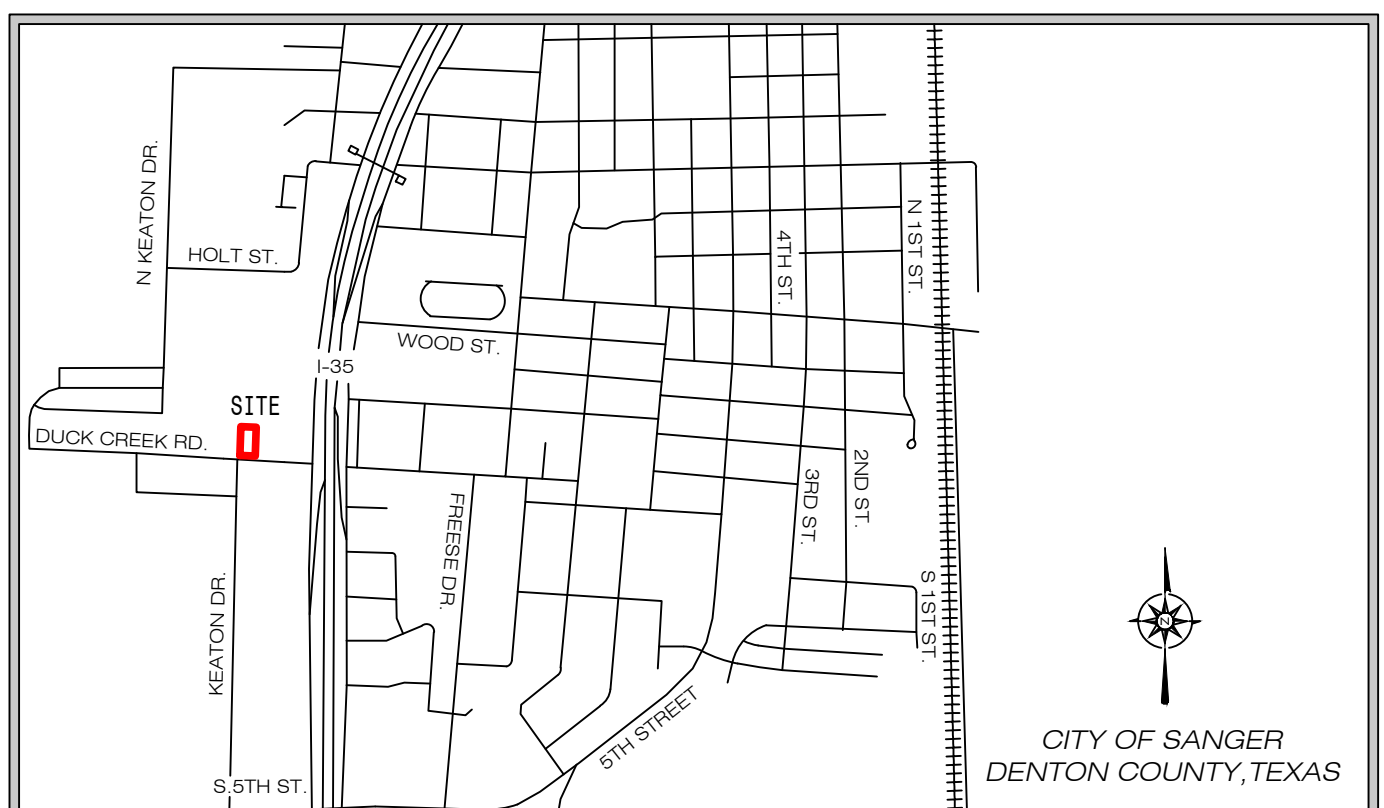 N KEATON DR.
HOLT ST.
4TH ST.
N 1ST ST.
WOOD ST.
I-35
SITE
DUCK CREEK RD.
FREESE DR.
3RD ST.
2ND ST.
KEATON DR.
S 1ST ST.
N
5TH STREET
S.5TH ST.
CITY OF SANGER
DENTON COUNTY,TEXAS